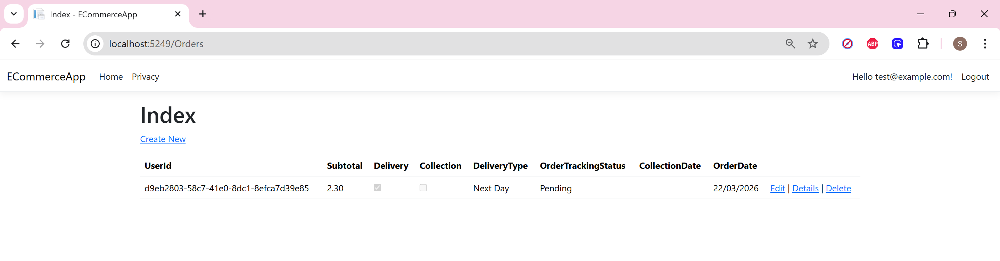 Index - ECommerceApp
localhost:5249/Orders
ABP
S
ECommerceApp Home Privacy Hello test@example.com! Logout
Index
Create New
UserId Subtotal Delivery Collection DeliveryType OrderTrackingStatus CollectionDate OrderDate
d9eb2803-58c7-41e0-8dc1-8efca7d39e85 2.30 Next Day Pending 22/03/2026 Edit | Details | Delete